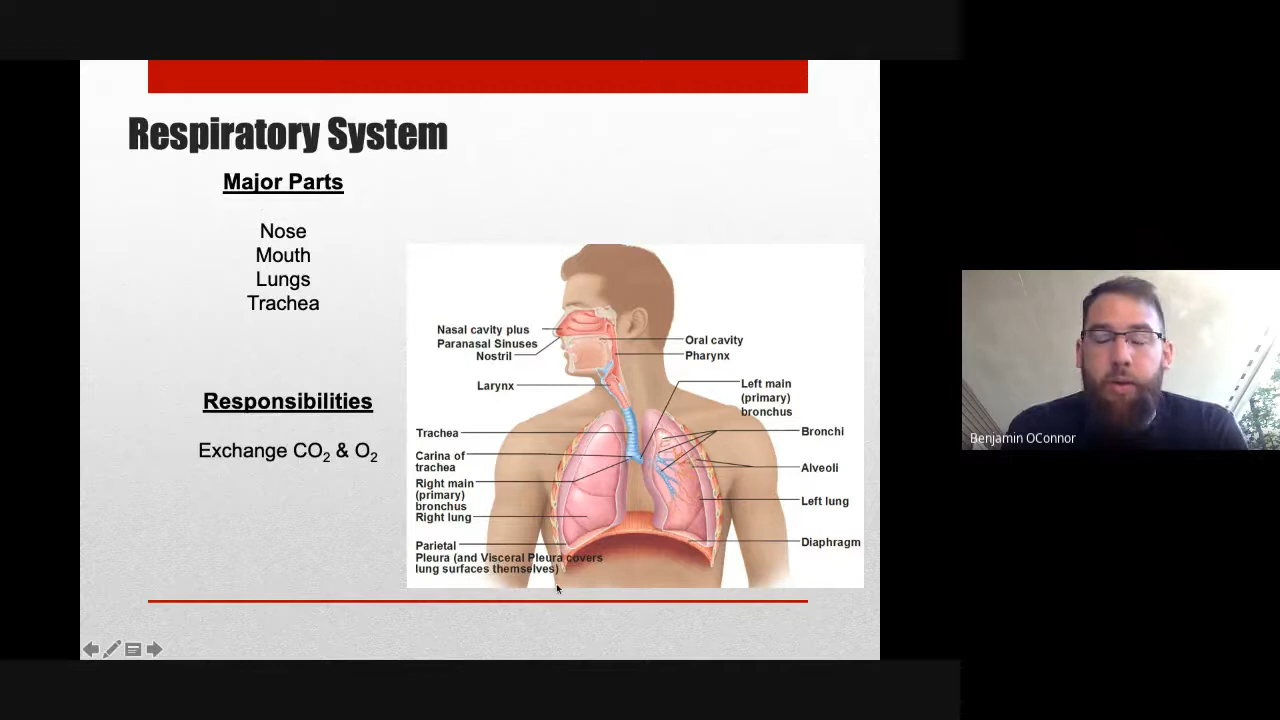 Respiratory System
Major Parts
Nose
Mouth
Lungs
Trachea
Responsibilities
Exchange CO₂ & O₂
Nasal cavity plus
Paranasal Sinuses
Nostril
Larynx
Trachea
Carina of
trachea
Right main
(primary)
bronchus
Right lung
Parietal
Pleura (and Visceral Pleura covers
lung surfaces themselves)
Oral cavity
Pharynx
Left main
(primary)
bronchus
Bronchi
Alveoli
Left lung
Diaphragm
Benjamin OConnor